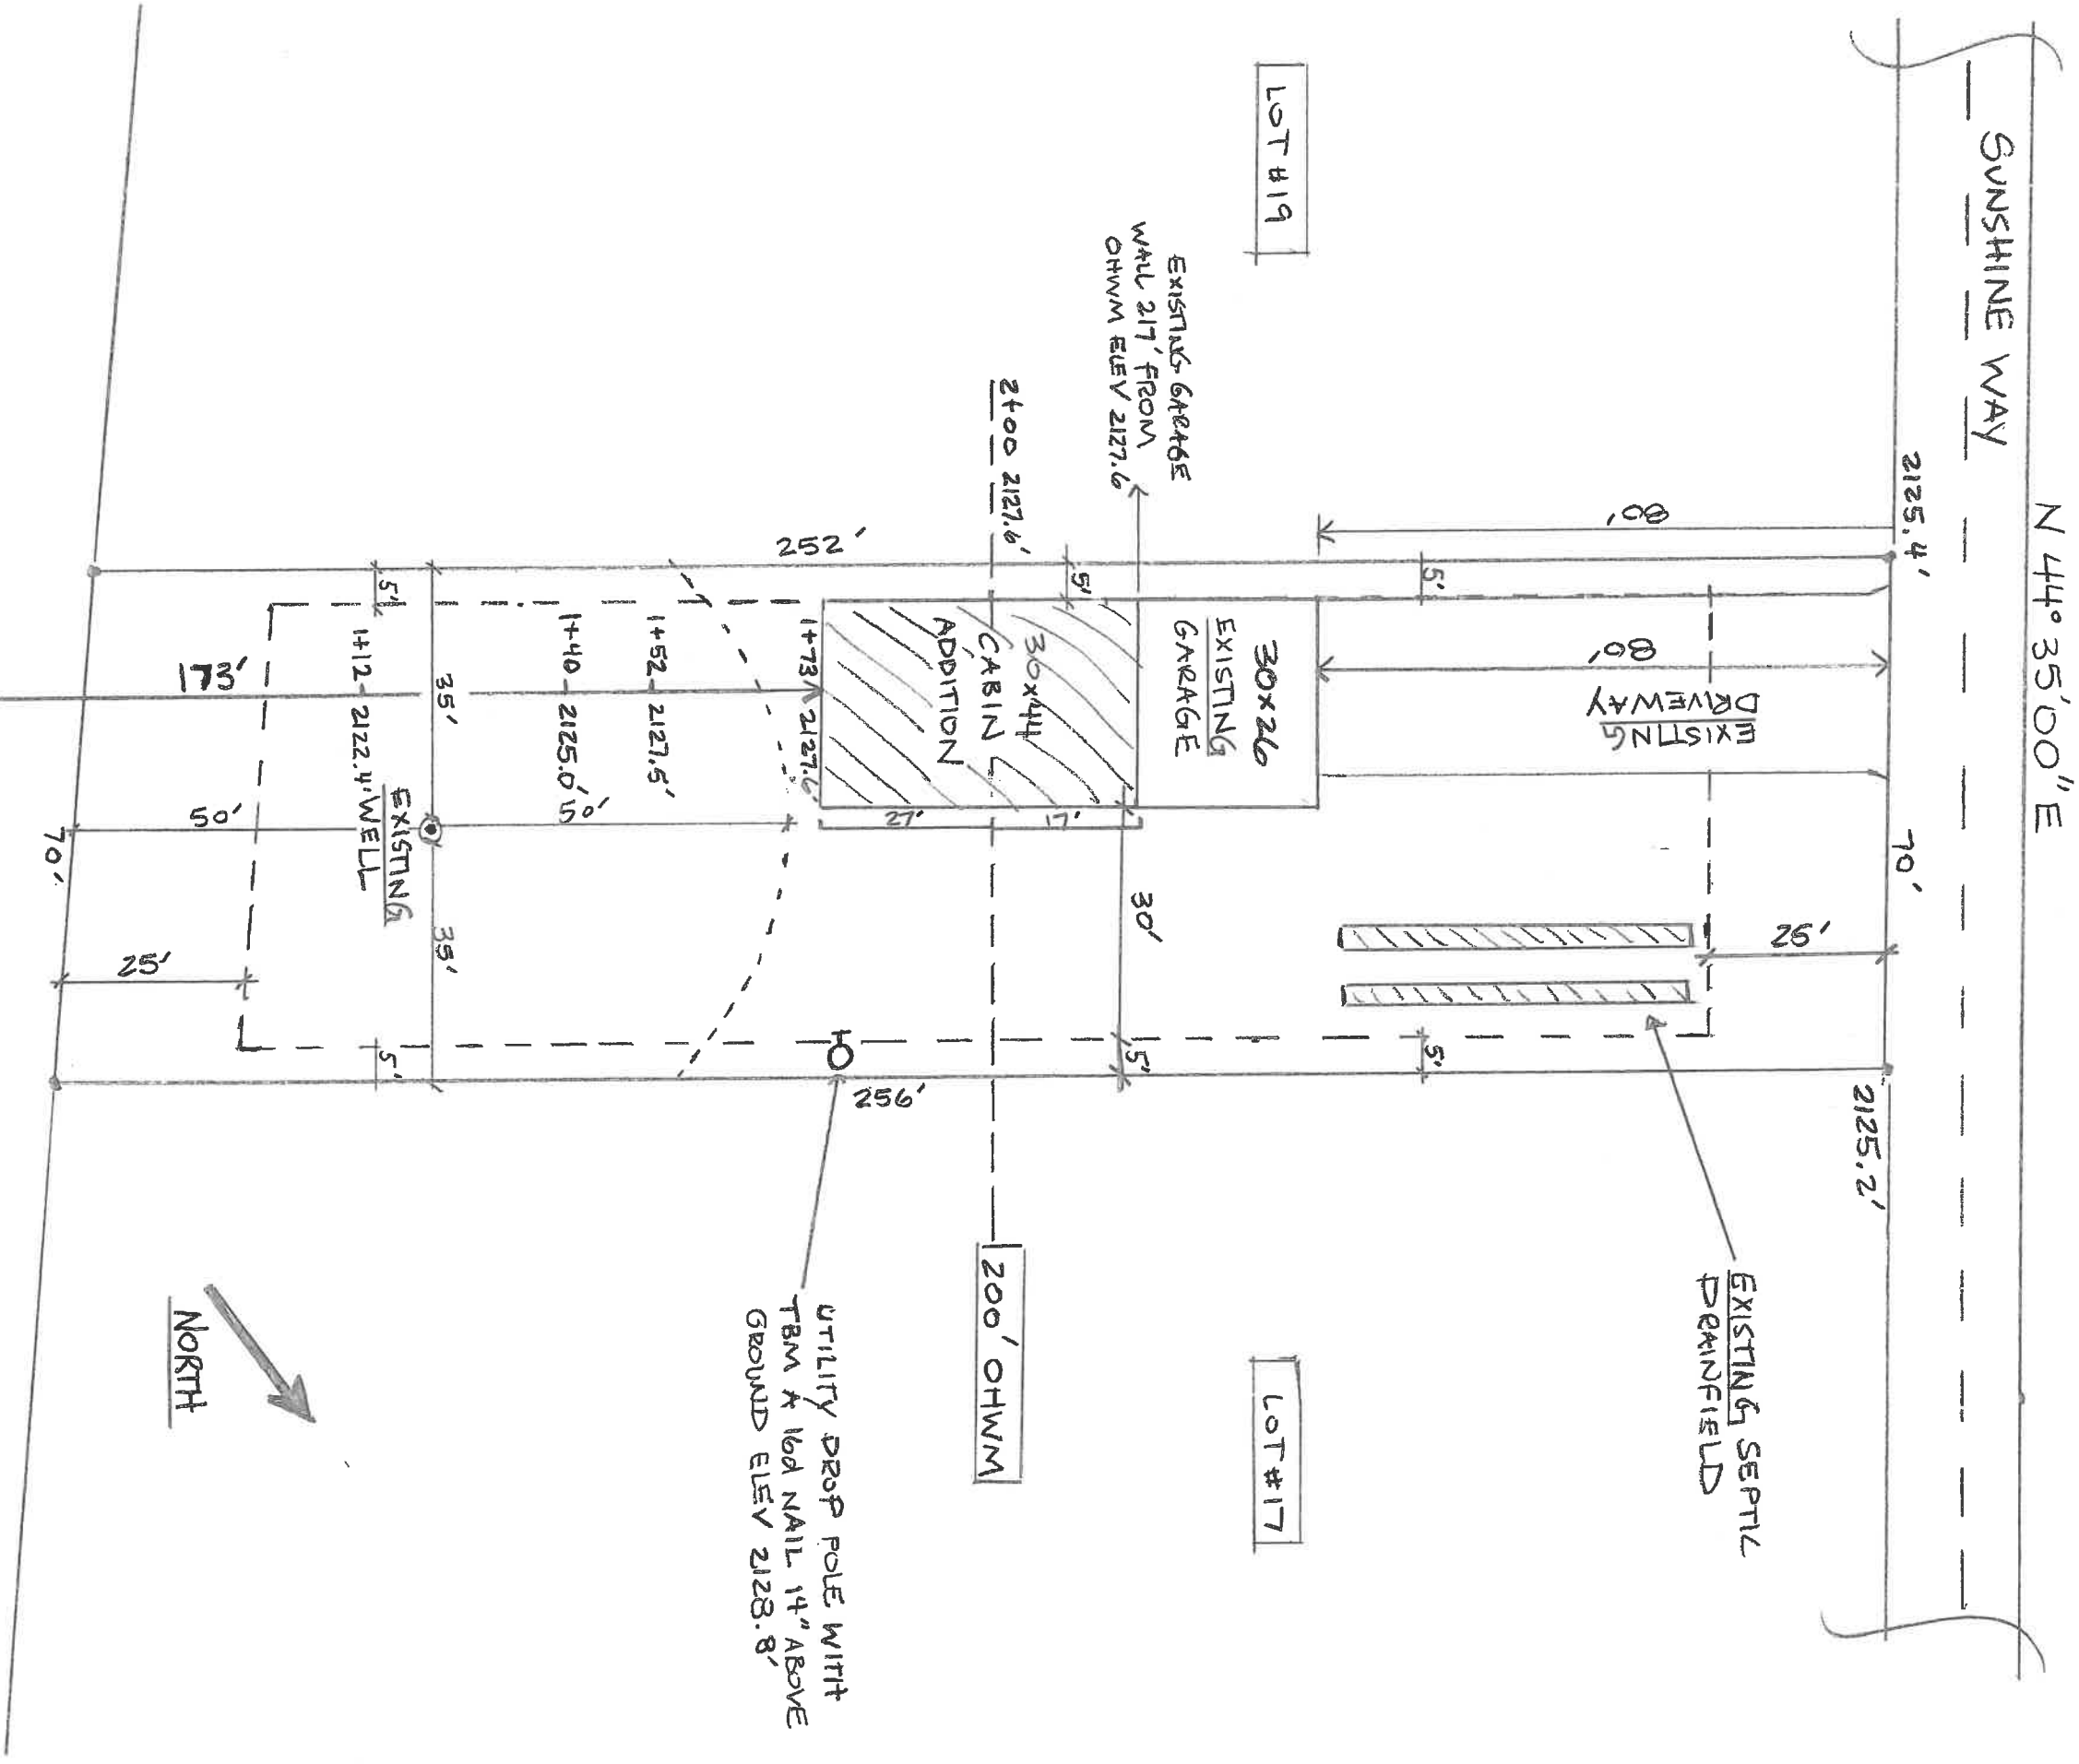 N 44° 35' 00" E
SUNSHINE WAY
2125.4'
70'
2125.2'
LOT #19
80'
80'
EXISTING
DRIVEWAY
5'
25'
5'
EXISTING SEPTIC
DRAINFIELD
EXISTING GARAGE
WALL 217' FROM
OHWM ELEV 2127.6
30x26
EXISTING
GARAGE
LOT #17
5'
30'
5'
2+00 2127.6'
30x44
CABIN
ADDITION
17'
27'
200' OHWM
252'
1+73 2127.6'
256'
UTILITY DROP POLE WITH
TBM A 16d NAIL 14" ABOVE
GROUND ELEV 2128.8'
1+52 - 2127.5'
1+40 - 2125.0'
50'
35'
35'
EXISTING
WELL
5'
1+12 - 2122.4'
5'
173'
50'
25'
70'
NORTH